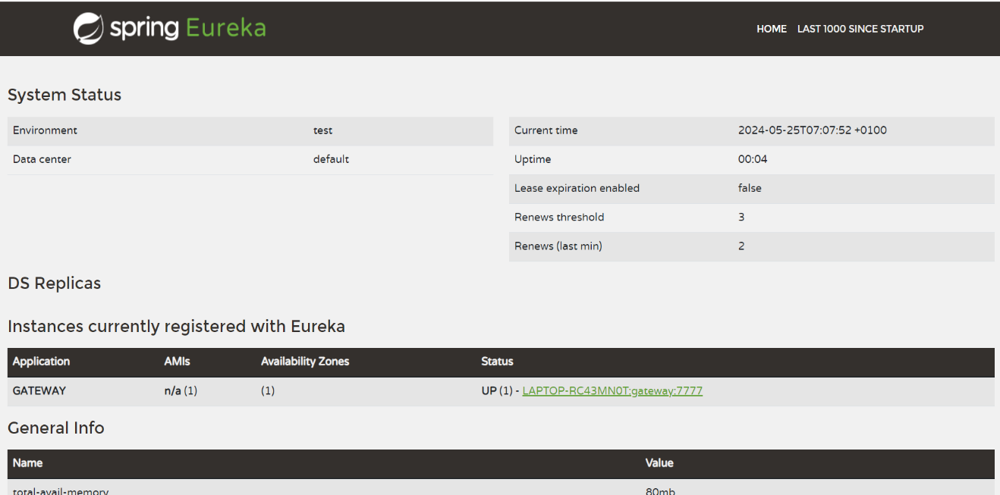 spring Eureka
HOME LAST 1000 SINCE STARTUP
System Status
Environment test
Data center default
Current time 2024-05-25T07:07:52 +0100
Uptime 00:04
Lease expiration enabled false
Renews threshold 3
Renews (last min) 2
DS Replicas
Instances currently registered with Eureka
Application AMIs Availability Zones Status
GATEWAY n/a (1) (1) UP (1) - LAPTOP-RC43MN0T:gateway:7777
General Info
Name Value
total-avail-memory 80mb